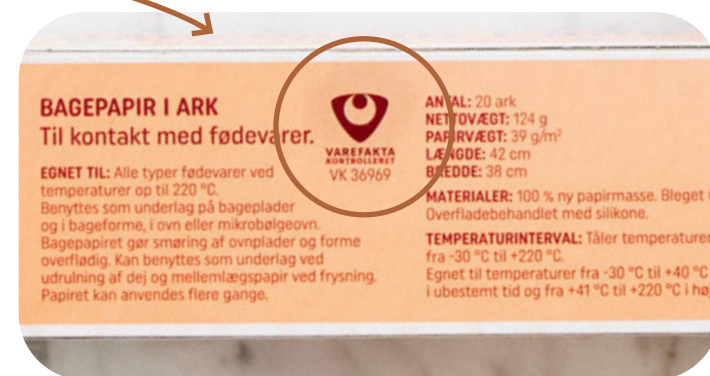 BAGEPAPIR I ARK
Til kontakt med fødevarer.
EGNET TIL: Alle typer fødevarer ved
temperaturer op til 220 °C.
Benyttes som underlag på bageplader
og i bageforme, i ovn eller mikrobølgeovn.
Bagepapiret gør smøring af ovnplader og forme
overflødig. Kan benyttes som underlag ved
udrulning af dej og mellemlægspapir ved frysning.
Papiret kan anvendes flere gange.
VAREFAKTA
KONTROLLERET
VK 36969
ANTAL: 20 ark
NETTOVÆGT: 124 g
PAPIRVÆGT: 39 g/m²
LÆNGDE: 42 cm
BREDDE: 38 cm
MATERIALER: 100 % ny papirmasse. Bleget
Overfladebehandlet med silikone.
TEMPERATURINTERVAL: Tåler temperaturer
fra -30 °C til +220 °C.
Egnet til temperaturer fra -30 °C til +40 °C
i ubestemt tid og fra +41 °C til +220 °C i